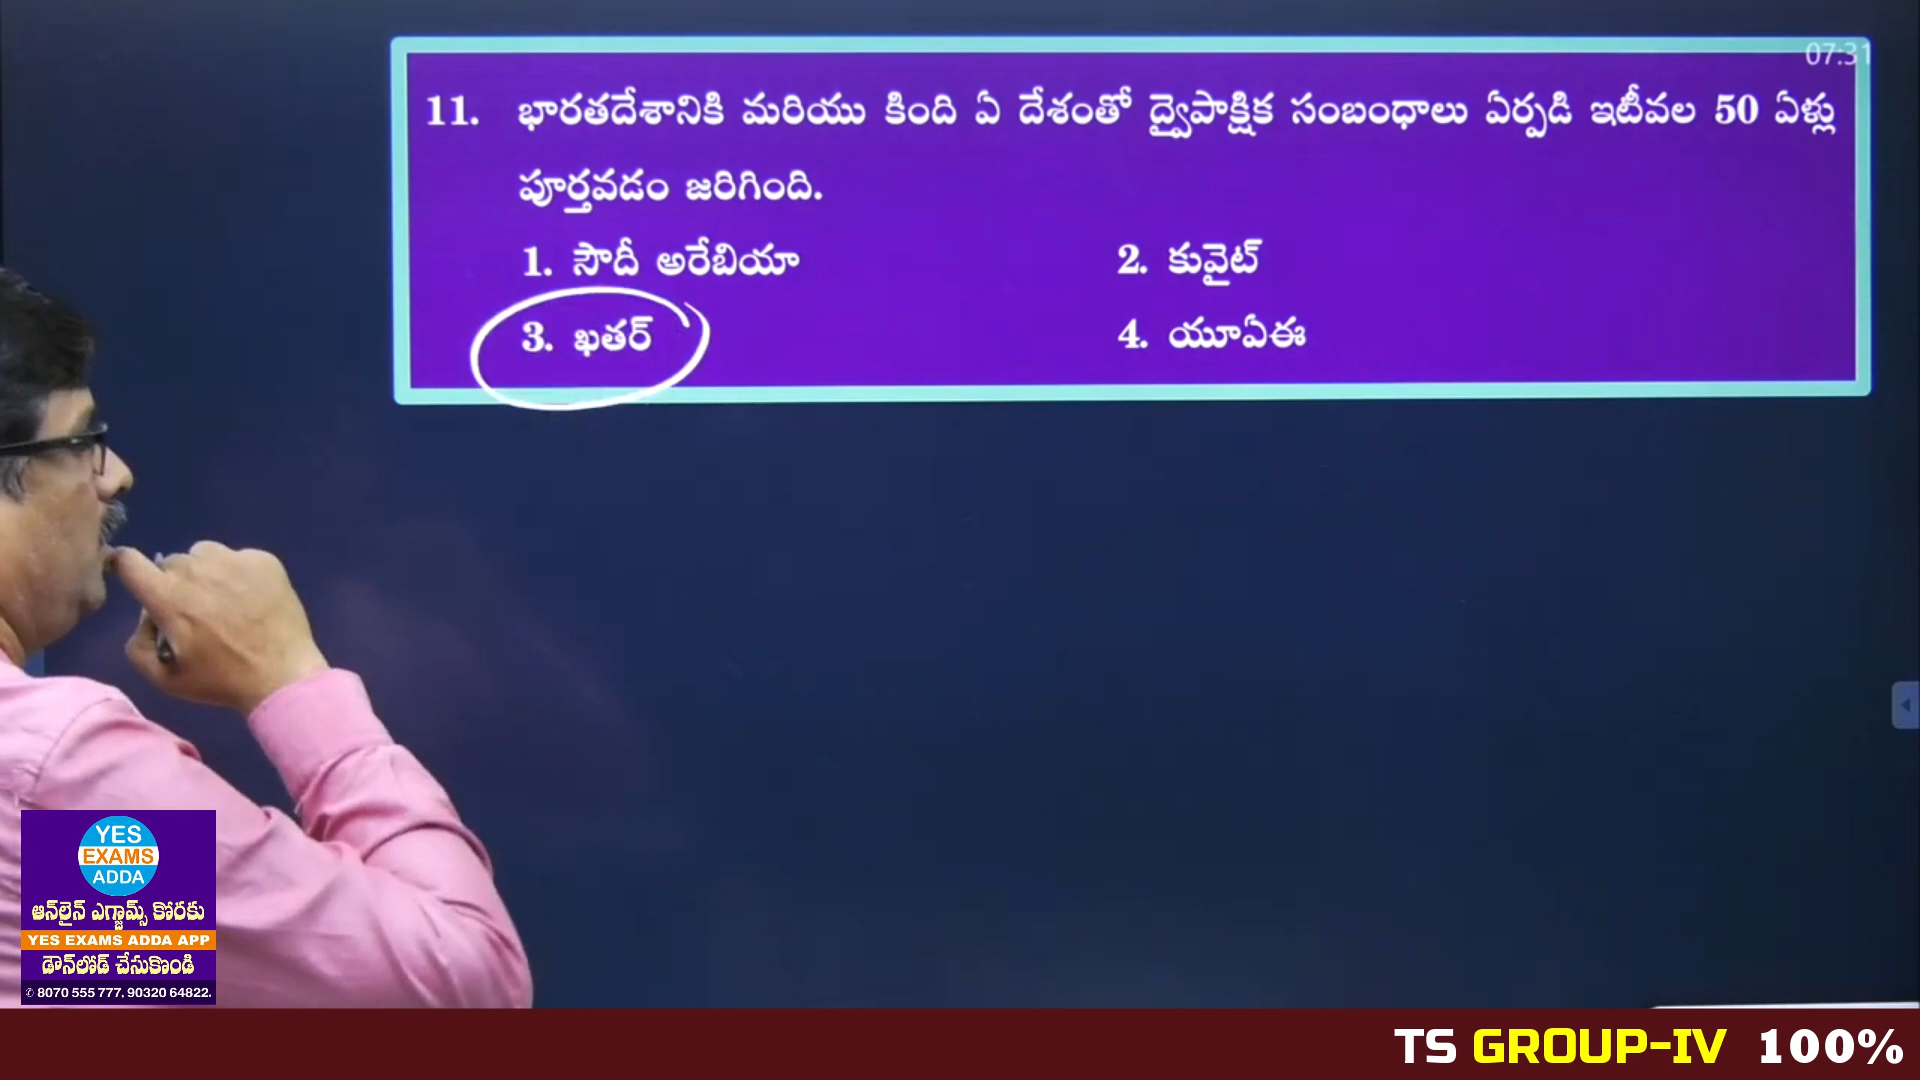 07:31
11. భారతదేశానికి మరియు కింది ఏ దేశంతో ద్వైపాక్షిక సంబంధాలు ఏర్పడి ఇటీవల 50 ఏళ్లు
పూర్తవడం జరిగింది.
1. సౌదీ అరేబియా 2. కువైట్
3. ఖతర్ 4. యూఏఈ
YES
EXAMS
ADDA
ఆన్‌లైన్ ఎగ్జామ్స్ కోరకు
YES EXAMS ADDA APP
డౌన్‌లోడ్ చేసుకొండి
✆ 8070 555 777, 90320 64822.
TS GROUP-IV 100%